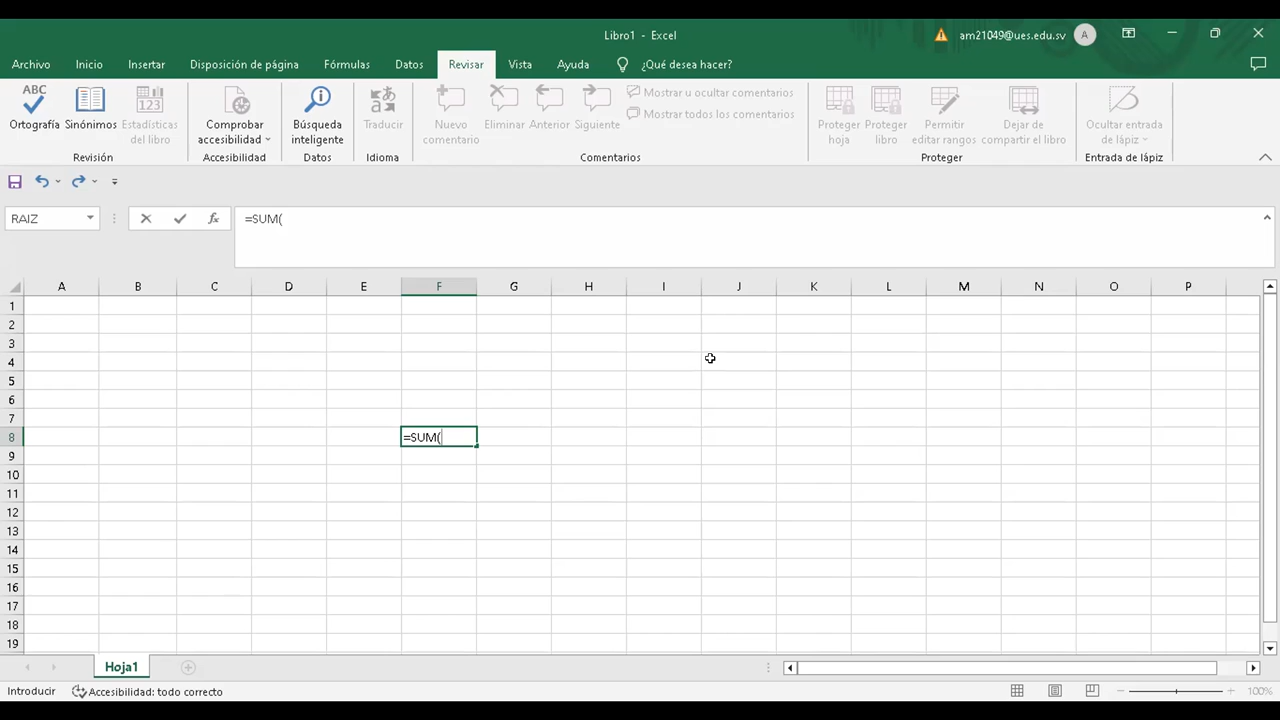 Libro1 - Excel
am21049@ues.edu.sv
A
Archivo
Inicio
Insertar
Disposición de página
Fórmulas
Datos
Revisar
Vista
Ayuda
¿Qué desea hacer?
ABC
Ortografía
Sinónimos
123
Estadísticas
del libro
Revisión
Comprobar
accesibilidad
Accesibilidad
Búsqueda
inteligente
Datos
Traducir
Idioma
Nuevo
comentario
Eliminar
Anterior
Siguiente
Mostrar u ocultar comentarios
Mostrar todos los comentarios
Comentarios
Proteger
hoja
Proteger
libro
Permitir
editar rangos
Dejar de
compartir el libro
Proteger
Ocultar entrada
de lápiz
Entrada de lápiz
RAIZ
fx
=SUM(
A B C D E F G H I J K L M N O P
1
2
3
4
5
6
7
8 =SUM(
9
10
11
12
13
14
15
16
17
18
19
Hoja1
Introducir
Accesibilidad: todo correcto
100%